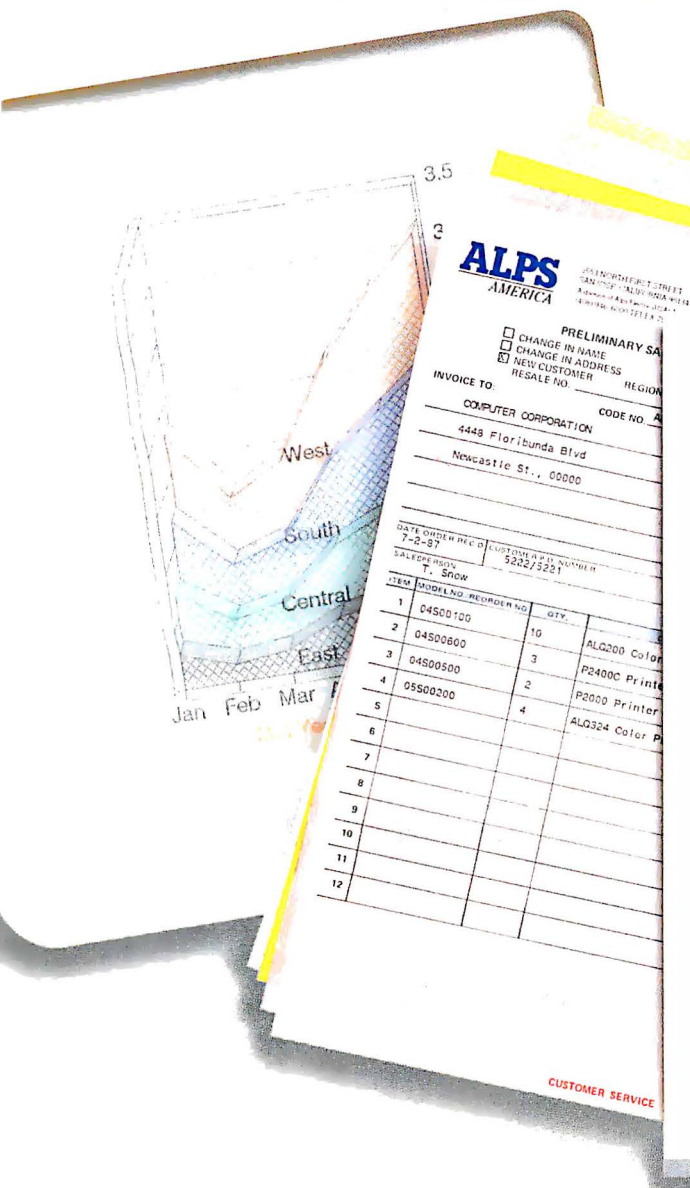 3.5
3
West
South
Central
East
Jan Feb Mar
ALPS
AMERICA
PRELIMINARY SA
CHANGE IN NAME
CHANGE IN ADDRESS
NEW CUSTOMER
RESALE NO. REGION
INVOICE TO: CODE NO. A
COMPUTER CORPORATION
4448 Floribunda Blvd
Newcastle St., 00000
DATE ORDER REC'D CUSTOMER P.O. NUMBER
7-2-87 5222/5221
SALESPERSON
T. Snow
ITEM MODEL NO. REORDER NO QTY.
1 04S00100 10 ALQ200 Color
2 04S00600 3 P2400C Printe
3 04S00500 2 P2000 Printer
4 05S00200 4 ALQ324 Color P
5
6
7
8
9
10
11
12
CUSTOMER SERVICE